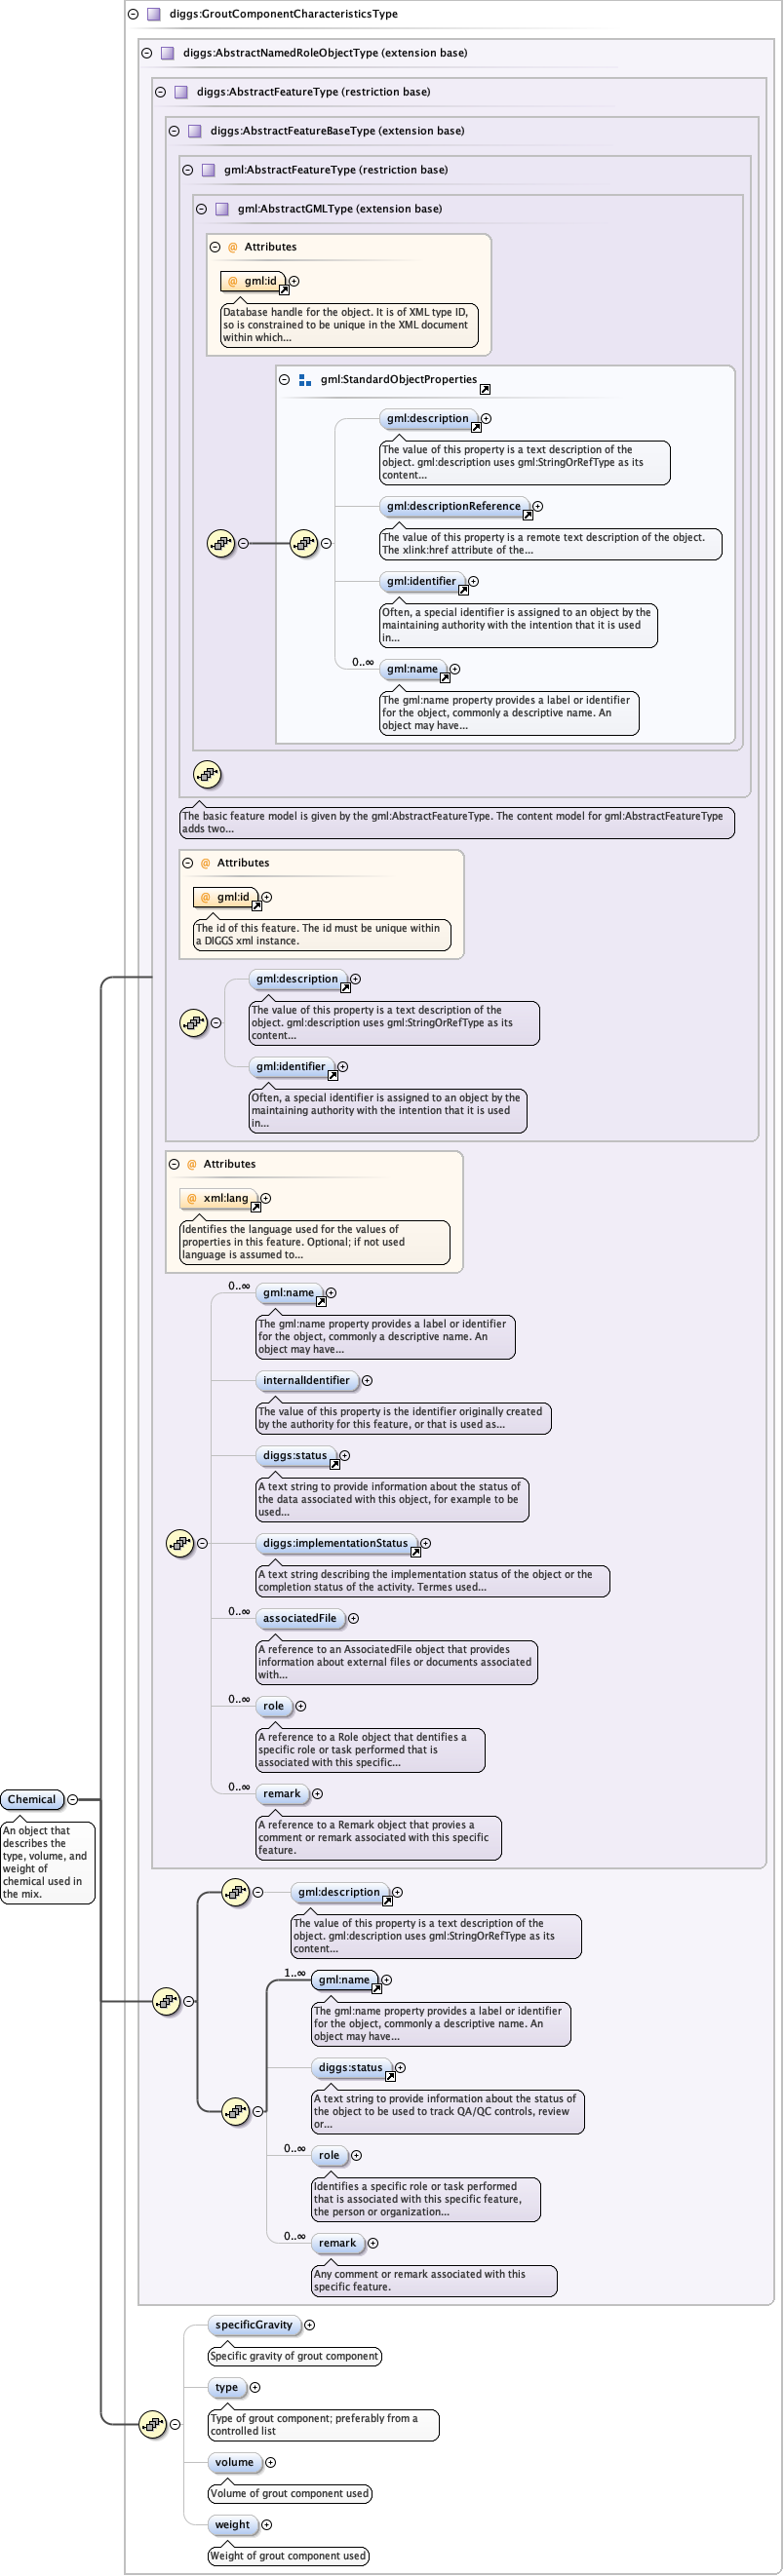 diggs:GroutComponentCharacteristicsType
diggs:AbstractNamedRoleObjectType (extension base)
diggs:AbstractFeatureType (restriction base)
diggs:AbstractFeatureBaseType (extension base)
gml:AbstractFeatureType (restriction base)
gml:AbstractGMLType (extension base)
@ Attributes
@ gml:id
Database handle for the object. It is of XML type ID,
so is constrained to be unique in the XML document
within which...
gml:StandardObjectProperties
gml:description
The value of this property is a text description of the
object. gml:description uses gml:StringOrRefType as its
content...
gml:descriptionReference
The value of this property is a remote text description of the object.
The xlink:href attribute of the...
gml:identifier
Often, a special identifier is assigned to an object by the
maintaining authority with the intention that it is used
in...
0..∞
gml:name
The gml:name property provides a label or identifier
for the object, commonly a descriptive name. An
object may have...
The basic feature model is given by the gml:AbstractFeatureType. The content model for gml:AbstractFeatureType
adds two...
@ Attributes
@ gml:id
The id of this feature. The id must be unique within
a DIGGS xml instance.
gml:description
The value of this property is a text description of the
object. gml:description uses gml:StringOrRefType as its
content...
gml:identifier
Often, a special identifier is assigned to an object by the
maintaining authority with the intention that it is used
in...
@ Attributes
@ xml:lang
Identifies the language used for the values of
properties in this feature. Optional; if not used
language is assumed to...
0..∞
gml:name
The gml:name property provides a label or identifier
for the object, commonly a descriptive name. An
object may have...
internalIdentifier
The value of this property is the identifier originally created
by the authority for this feature, or that is used as...
diggs:status
A text string to provide information about the status of
the data associated with this object, for example to be
used...
diggs:implementationStatus
A text string describing the implementation status of the object or the
completion status of the activity. Termes used...
0..∞
associatedFile
A reference to an AssociatedFile object that provides
information about external files or documents associated
with...
0..∞
role
A reference to a Role object that dentifies a
specific role or task performed that is
associated with this specific...
0..∞
remark
A reference to a Remark object that provies a
comment or remark associated with this specific
feature.
Chemical
An object that
describes the
type, volume, and
weight of
chemical used in
the mix.
gml:description
The value of this property is a text description of the
object. gml:description uses gml:StringOrRefType as its
content...
1..∞
gml:name
The gml:name property provides a label or identifier
for the object, commonly a descriptive name. An
object may have...
diggs:status
A text string to provide information about the status of
the object to be used to track QA/QC controls, review
or...
0..∞
role
Identifies a specific role or task performed
that is associated with this specific feature,
the person or organization...
0..∞
remark
Any comment or remark associated with this
specific feature.
specificGravity
Specific gravity of grout component
type
Type of grout component; preferably from a
controlled list
volume
Volume of grout component used
weight
Weight of grout component used